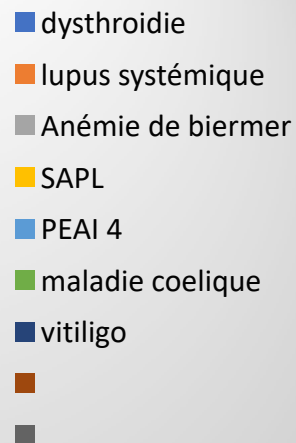 dysthroidie
lupus systémique
Anémie de biermer
SAPL
PEAI 4
maladie coelique
vitiligo